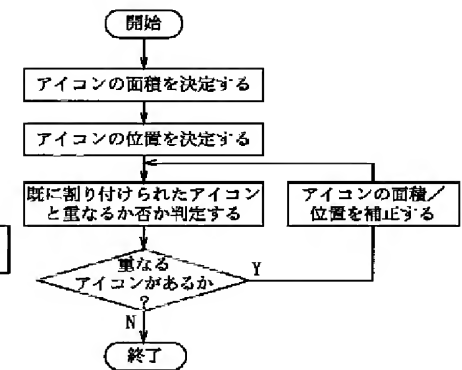 開始
アイコンの面積を決定する
アイコンの位置を決定する
既に割り付けられたアイコン
と重なるか否か判定する
アイコンの面積／
位置を補正する
重なる
アイコンがあるか
?
Y
N
終了